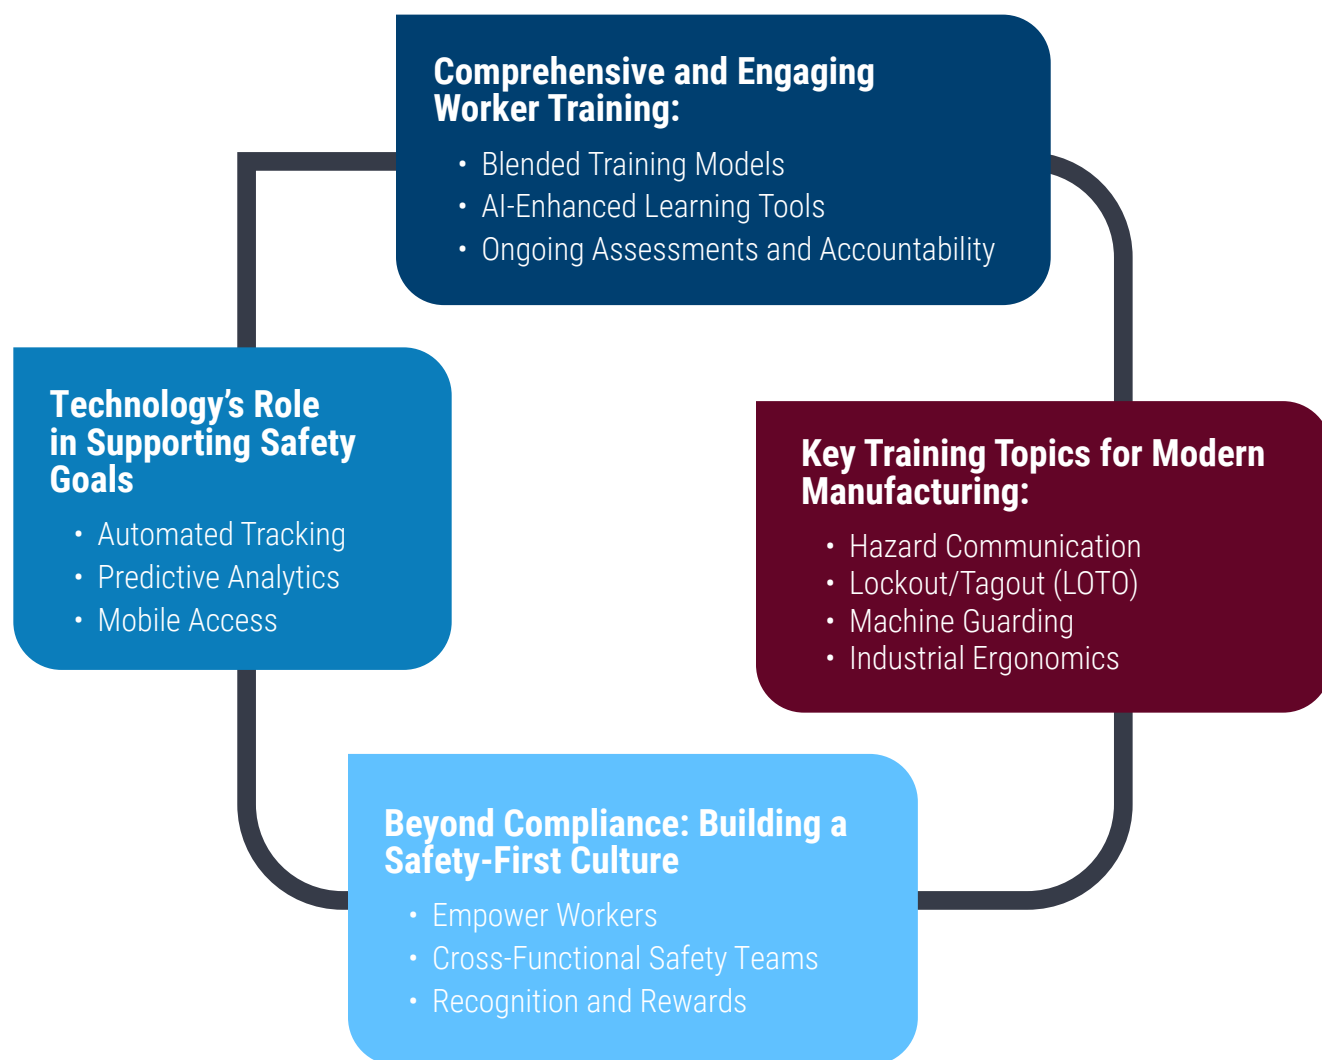 Comprehensive and Engaging
Worker Training:
• Blended Training Models
• AI-Enhanced Learning Tools
• Ongoing Assessments and Accountability
Technology’s Role
in Supporting Safety
Goals
• Automated Tracking
• Predictive Analytics
• Mobile Access
Key Training Topics for Modern
Manufacturing:
• Hazard Communication
• Lockout/Tagout (LOTO)
• Machine Guarding
• Industrial Ergonomics
Beyond Compliance: Building a
Safety-First Culture
• Empower Workers
• Cross-Functional Safety Teams
• Recognition and Rewards